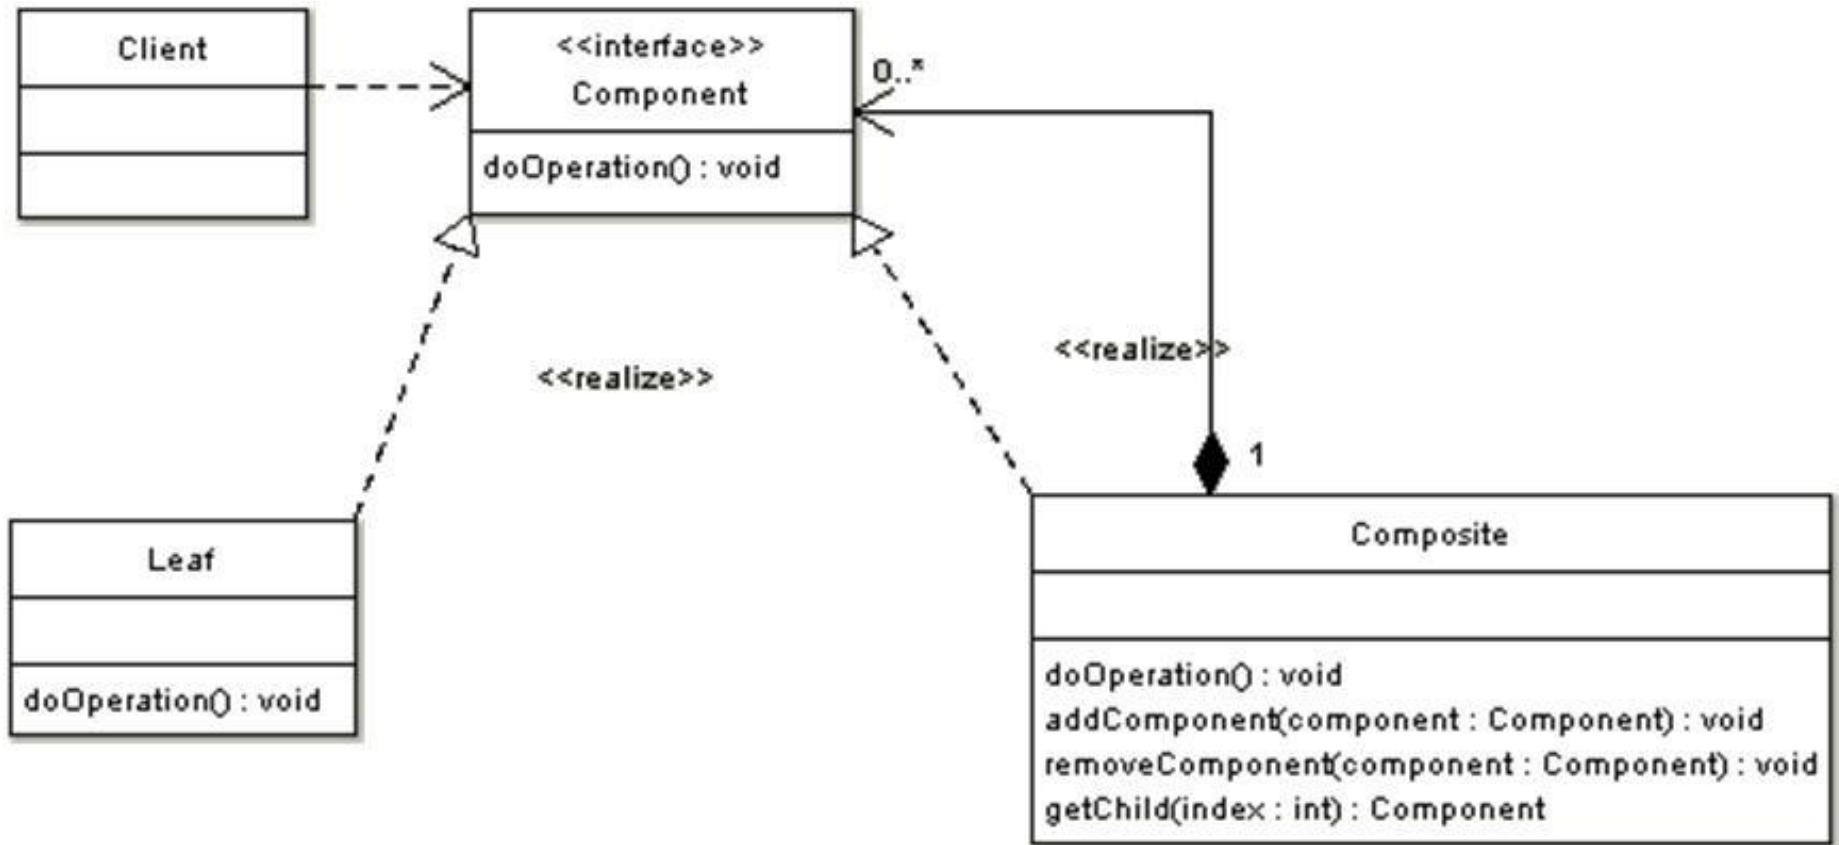 Client
<<interface>>
Component
doOperation() : void
0..*
<<realize>>
<<realize>>
1
Leaf
doOperation() : void
Composite
doOperation() : void
addComponent(component : Component) : void
removeComponent(component : Component) : void
getChild(index : int) : Component